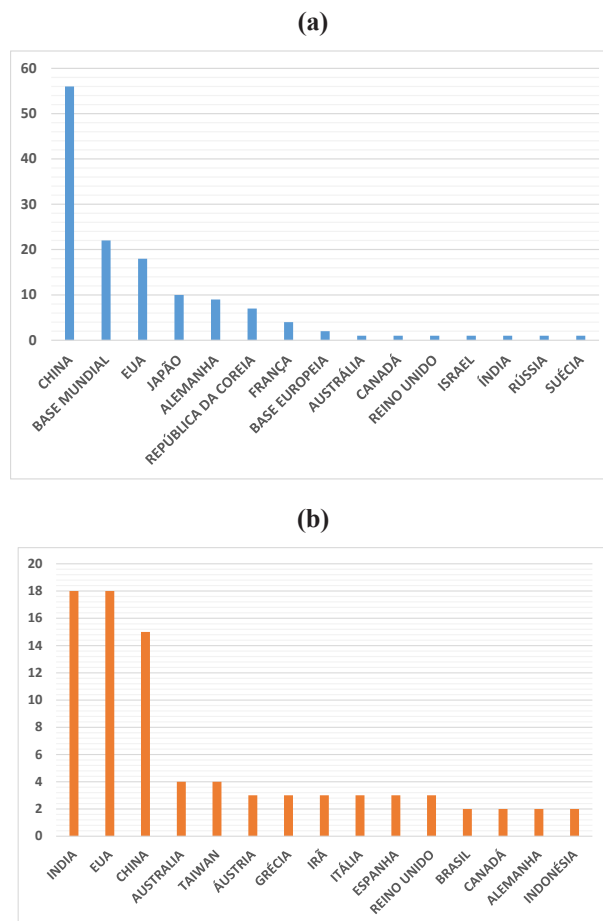 (a)
60
50
40
30
20
10
0
CHINA
BASE MUNDIAL
EUA
JAPÃO
ALEMANHA
REPÚBLICA DA COREIA
FRANÇA
BASE EUROPEIA
AUSTRÁLIA
CANADÁ
REINO UNIDO
ISRAEL
ÍNDIA
RÚSSIA
SUÉCIA
(b)
20
18
16
14
12
10
8
6
4
2
0
INDIA
EUA
CHINA
AUSTRALIA
TAIWAN
ÁUSTRIA
GRÉCIA
IRÃ
ITÁLIA
ESPANHA
REINO UNIDO
BRASIL
CANADÁ
ALEMANHA
INDONÉSIA